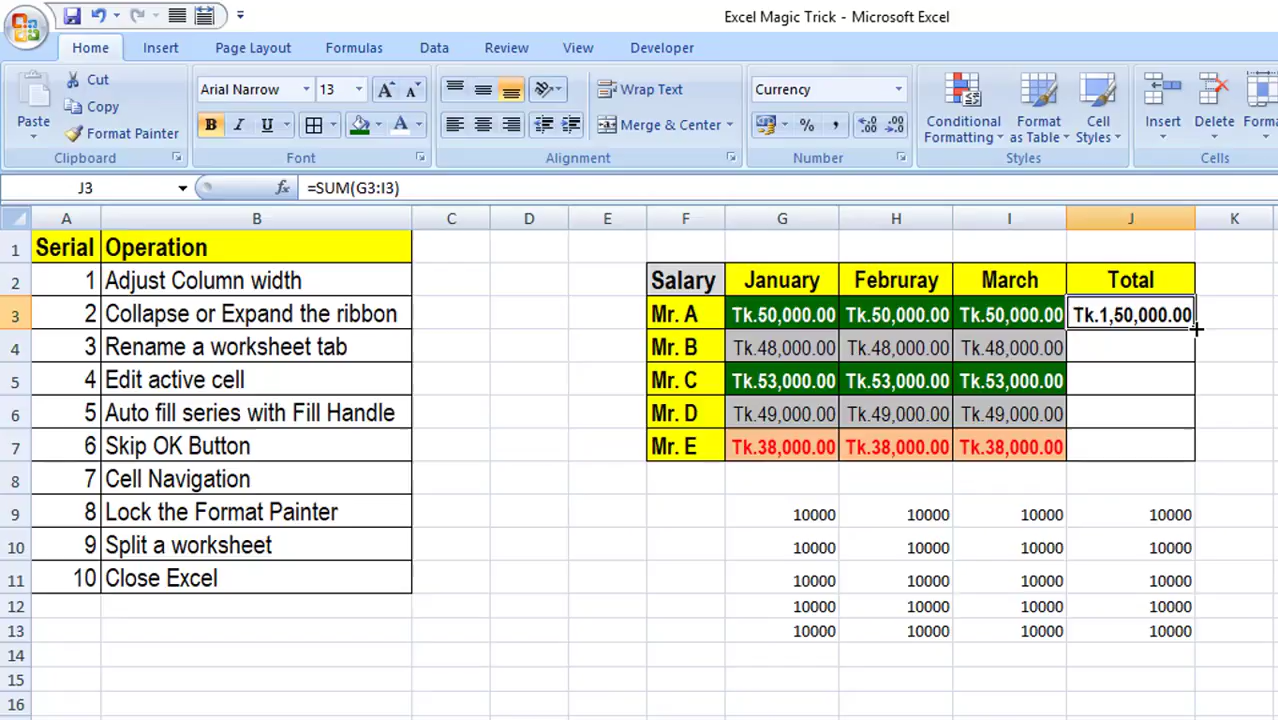 Excel Magic Trick - Microsoft Excel
Home Insert Page Layout Formulas Data Review View Developer
Paste
Cut
Copy
Format Painter
Clipboard
Arial Narrow 13 A A
B I U A
Font
Wrap Text
Merge & Center
Alignment
Currency
% , .0 .00 .00 .0
Number
Conditional Formatting
Format as Table
Cell Styles
Styles
Insert Delete Forma
Cells
J3 fx =SUM(G3:I3)
A B C D E F G H I J K
1 Serial Operation
2 1 Adjust Column width Salary January Februray March Total
3 2 Collapse or Expand the ribbon Mr. A Tk.50,000.00 Tk.50,000.00 Tk.50,000.00 Tk.1,50,000.00
4 3 Rename a worksheet tab Mr. B Tk.48,000.00 Tk.48,000.00 Tk.48,000.00
5 4 Edit active cell Mr. C Tk.53,000.00 Tk.53,000.00 Tk.53,000.00
6 5 Auto fill series with Fill Handle Mr. D Tk.49,000.00 Tk.49,000.00 Tk.49,000.00
7 6 Skip OK Button Mr. E Tk.38,000.00 Tk.38,000.00 Tk.38,000.00
8 7 Cell Navigation
9 8 Lock the Format Painter 10000 10000 10000 10000
10 9 Split a worksheet 10000 10000 10000 10000
11 10 Close Excel 10000 10000 10000 10000
12 10000 10000 10000 10000
13 10000 10000 10000 10000
14
15
16